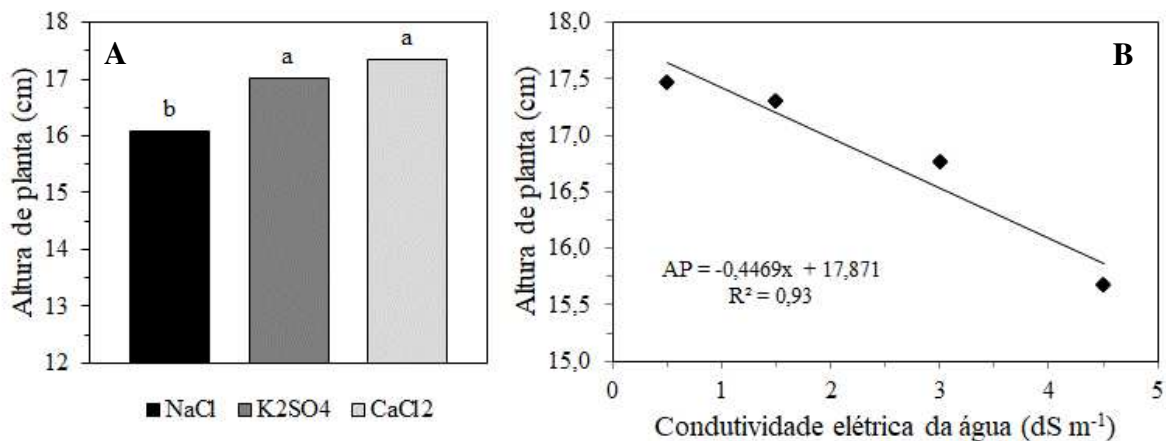 A
Altura de planta (cm)
18
17
16
15
14
13
12
b
a
a
NaCl K2SO4 CaCl2
B
Altura de planta (cm)
18,0
17,5
17,0
16,5
16,0
15,5
15,0
AP = -0,4469x + 17,871
R² = 0,93
0 1 2 3 4 5
Condutividade elétrica da água (dS m⁻¹)